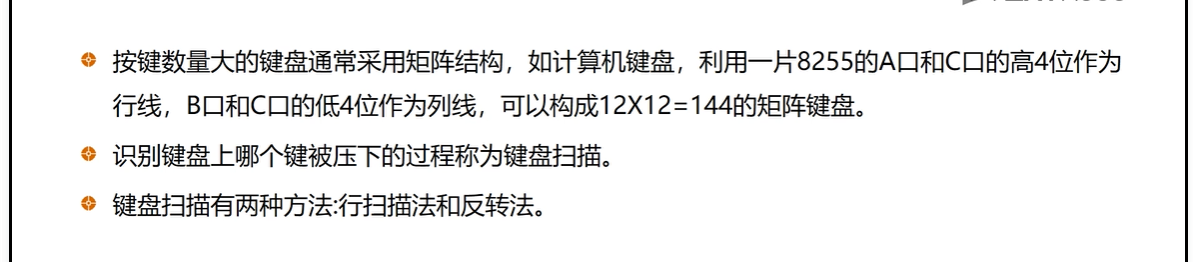 按键数量大的键盘通常采用矩阵结构，如计算机键盘，利用一片8255的A口和C口的高4位作为
行线，B口和C口的低4位作为列线，可以构成12X12=144的矩阵键盘。
识别键盘上哪个键被压下的过程称为键盘扫描。
键盘扫描有两种方法:行扫描法和反转法。